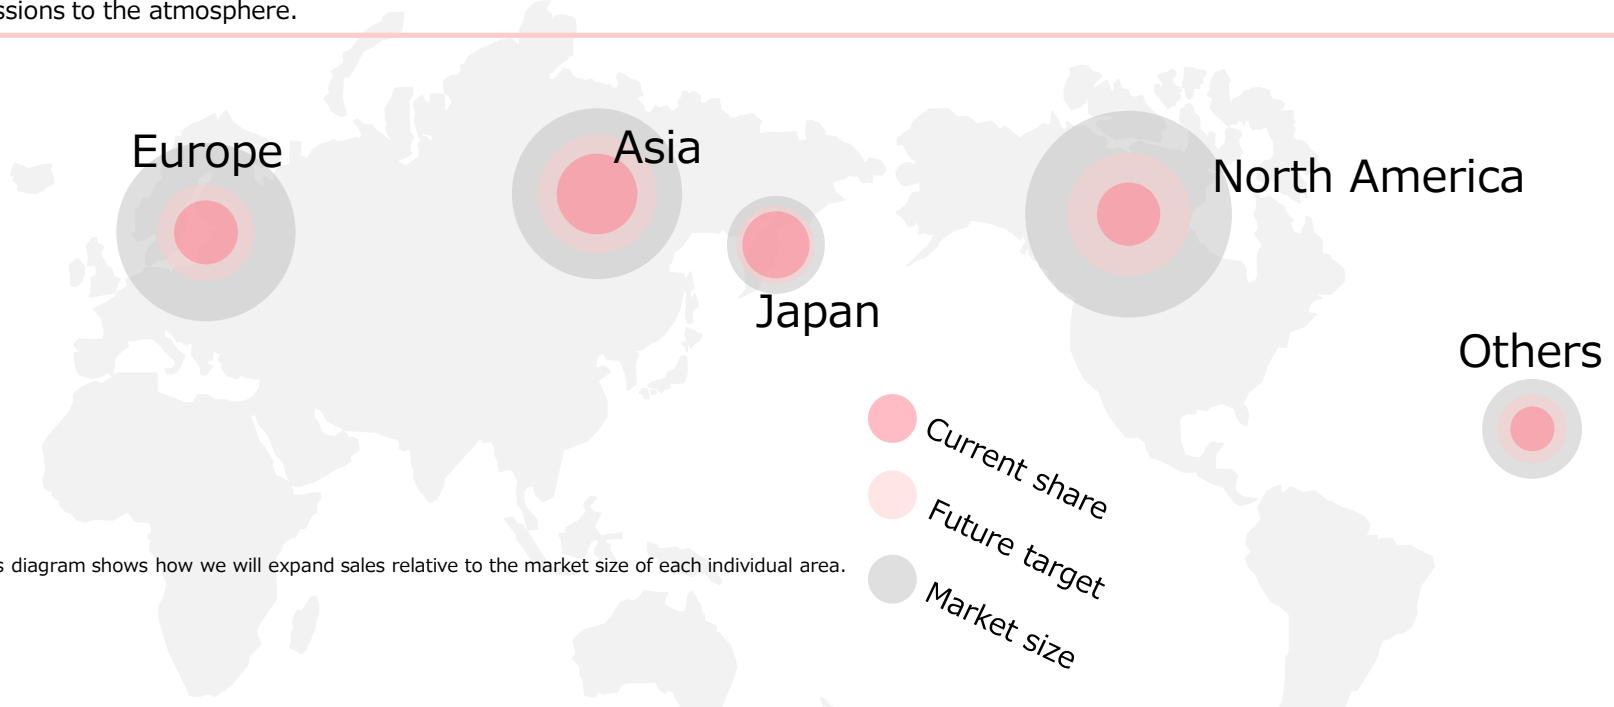 ssions to the atmosphere.
Europe
Asia
North America
Japan
Others
Current share
Future target
Market size
s diagram shows how we will expand sales relative to the market size of each individual area.